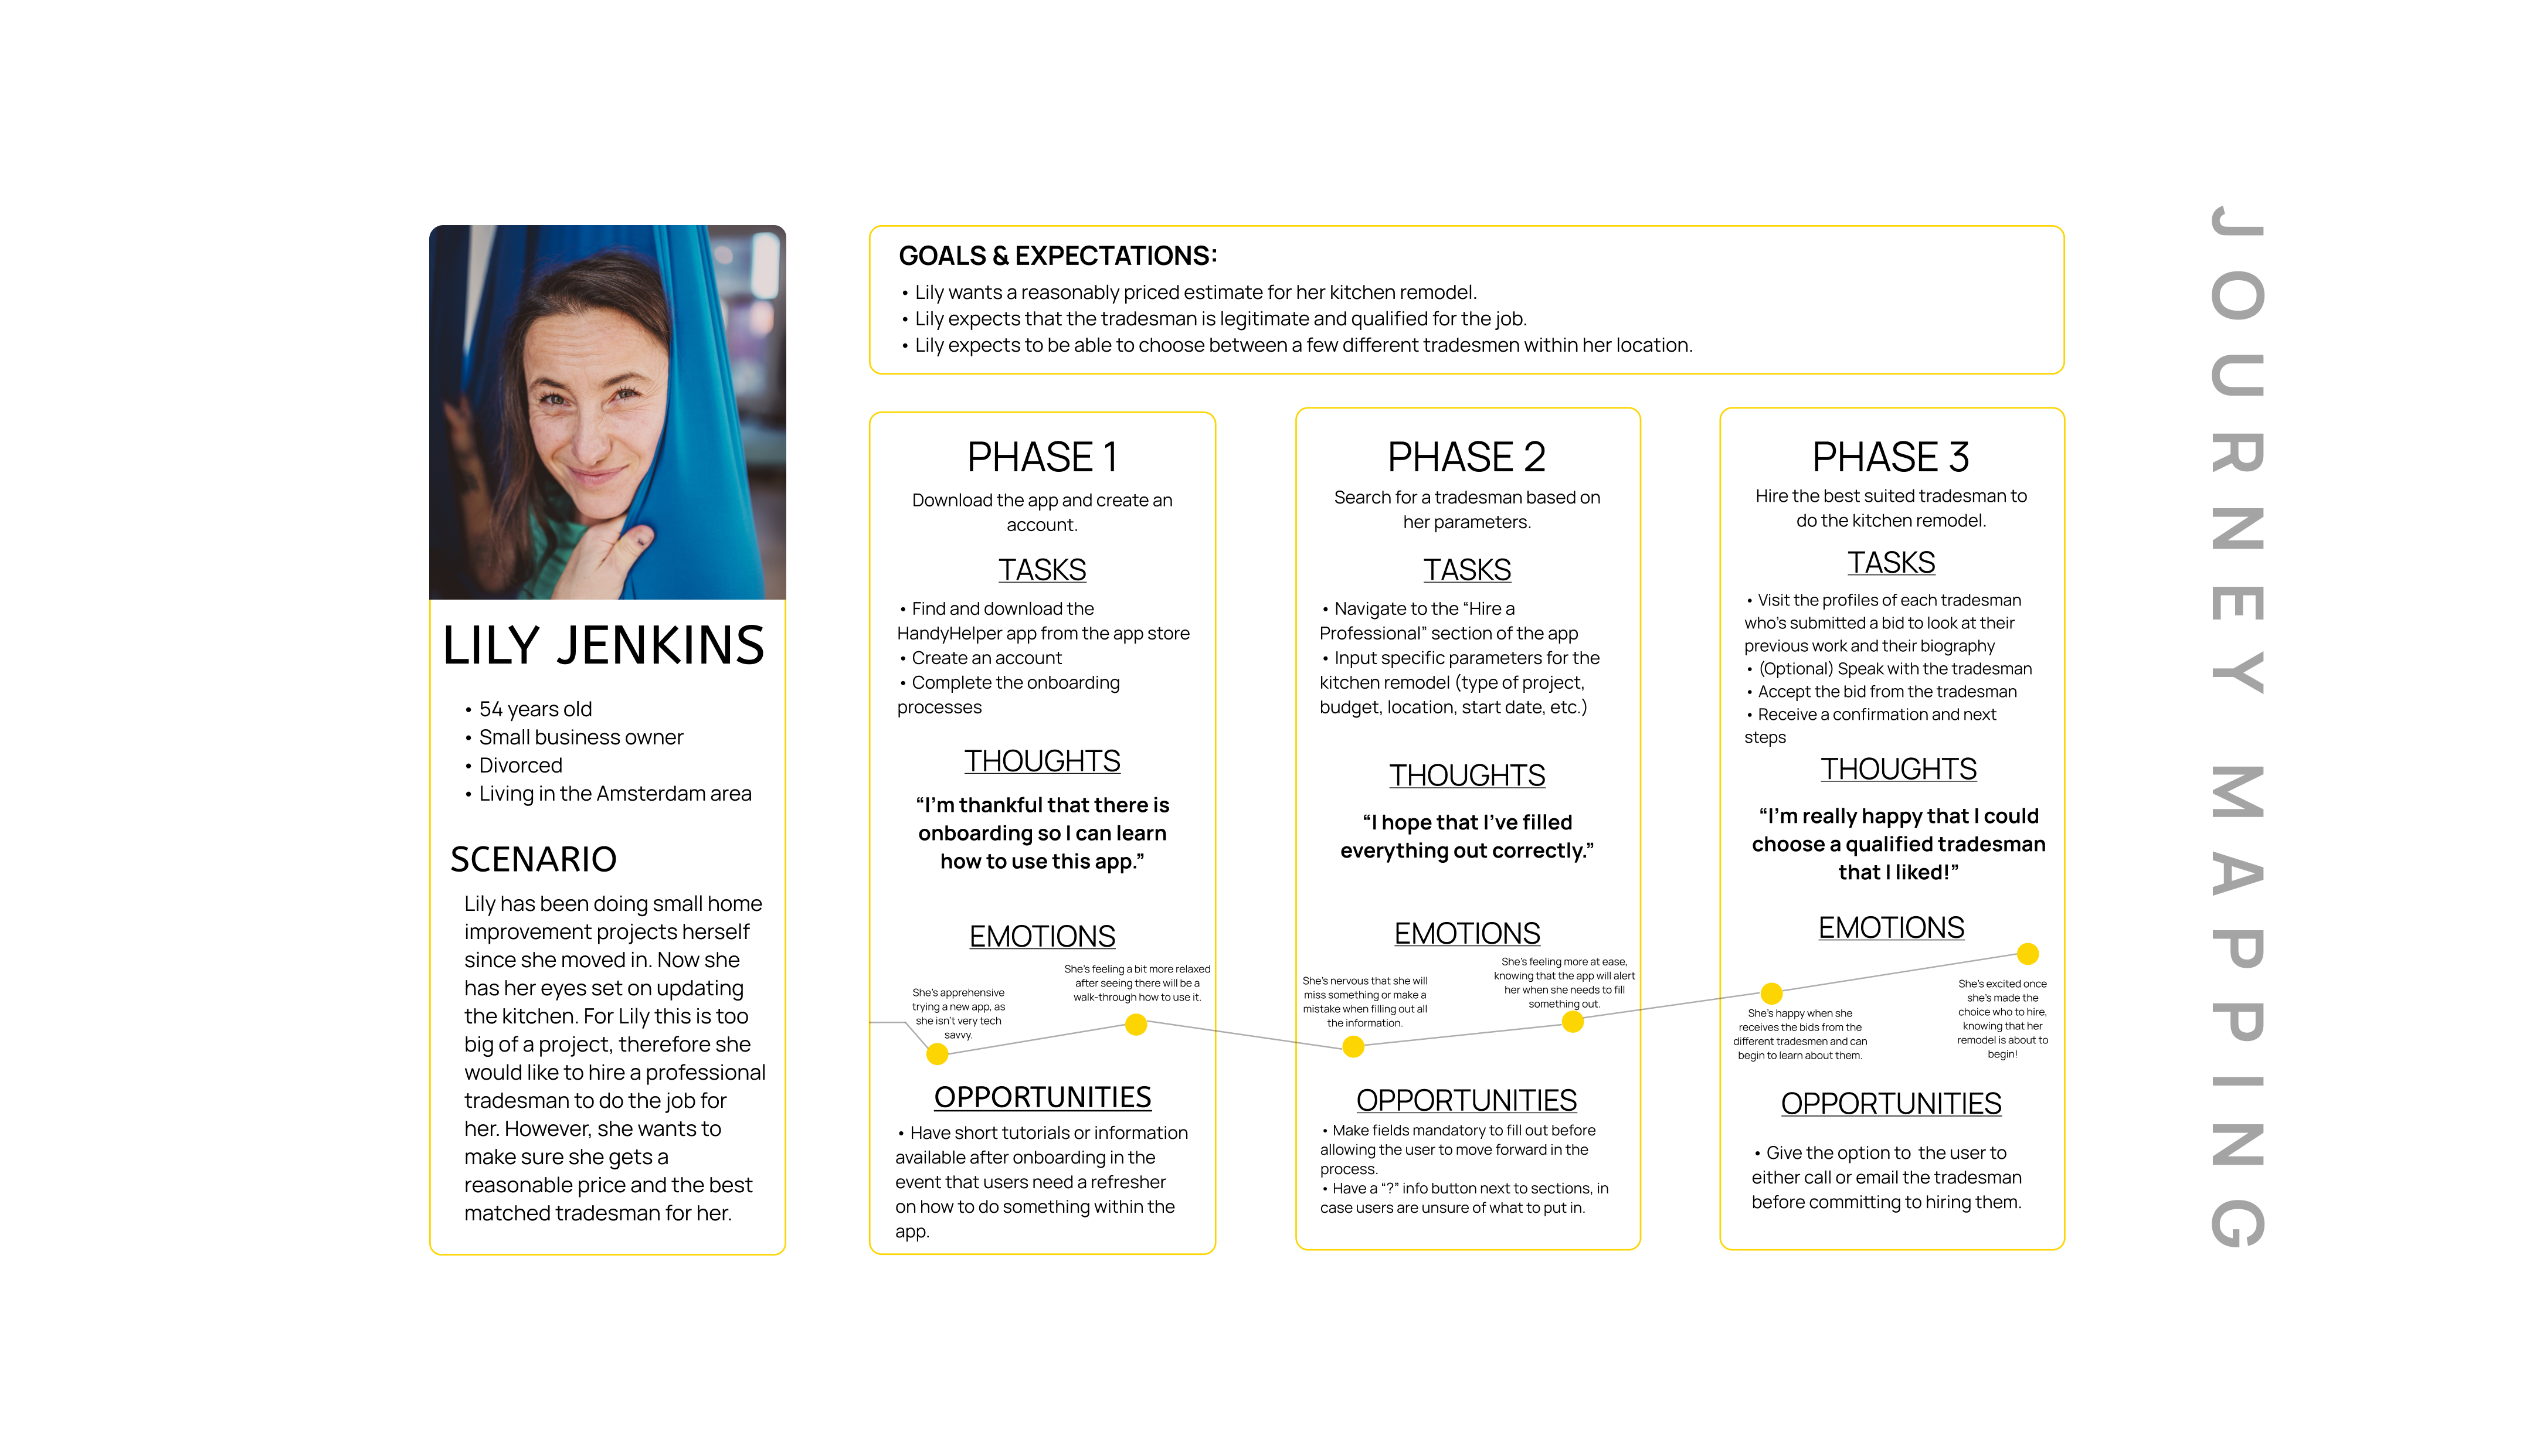 LILY JENKINS
• 54 years old
• Small business owner
• Divorced
• Living in the Amsterdam area
SCENARIO
Lily has been doing small home
improvement projects herself
since she moved in. Now she
has her eyes set on updating
the kitchen. For Lily this is too
big of a project, therefore she
would like to hire a professional
tradesman to do the job for
her. However, she wants to
make sure she gets a
reasonable price and the best
matched tradesman for her.
GOALS & EXPECTATIONS:
• Lily wants a reasonably priced estimate for her kitchen remodel.
• Lily expects that the tradesman is legitimate and qualified for the job.
• Lily expects to be able to choose between a few different tradesmen within her location.
PHASE 1
Download the app and create an
account.
TASKS
• Find and download the
HandyHelper app from the app store
• Create an account
• Complete the onboarding
processes
THOUGHTS
“I’m thankful that there is
onboarding so I can learn
how to use this app.”
EMOTIONS
She’s apprehensive
trying a new app, as
she isn’t very tech
savvy.
She’s feeling a bit more relaxed
after seeing there will be a
walk-through how to use it.
OPPORTUNITIES
• Have short tutorials or information
available after onboarding in the
event that users need a refresher
on how to do something within the
app.
PHASE 2
Search for a tradesman based on
her parameters.
TASKS
• Navigate to the “Hire a
Professional” section of the app
• Input specific parameters for the
kitchen remodel (type of project,
budget, location, start date, etc.)
THOUGHTS
“I hope that I’ve filled
everything out correctly.”
EMOTIONS
She’s nervous that she will
miss something or make a
mistake when filling out all
the information.
She’s feeling more at ease,
knowing that the app will alert
her when she needs to fill
something out.
OPPORTUNITIES
• Make fields mandatory to fill out before
allowing the user to move forward in the
process.
• Have a “?” info button next to sections, in
case users are unsure of what to put in.
PHASE 3
Hire the best suited tradesman to
do the kitchen remodel.
TASKS
• Visit the profiles of each tradesman
who’s submitted a bid to look at their
previous work and their biography
• (Optional) Speak with the tradesman
• Accept the bid from the tradesman
• Receive a confirmation and next
steps
THOUGHTS
“I’m really happy that I could
choose a qualified tradesman
that I liked!”
EMOTIONS
She’s happy when she
receives the bids from the
different tradesmen and can
begin to learn about them.
She’s excited once
she’s made the
choice who to hire,
knowing that her
remodel is about to
begin!
OPPORTUNITIES
• Give the option to the user to
either call or email the tradesman
before committing to hiring them.
JOURNEY MAPPING